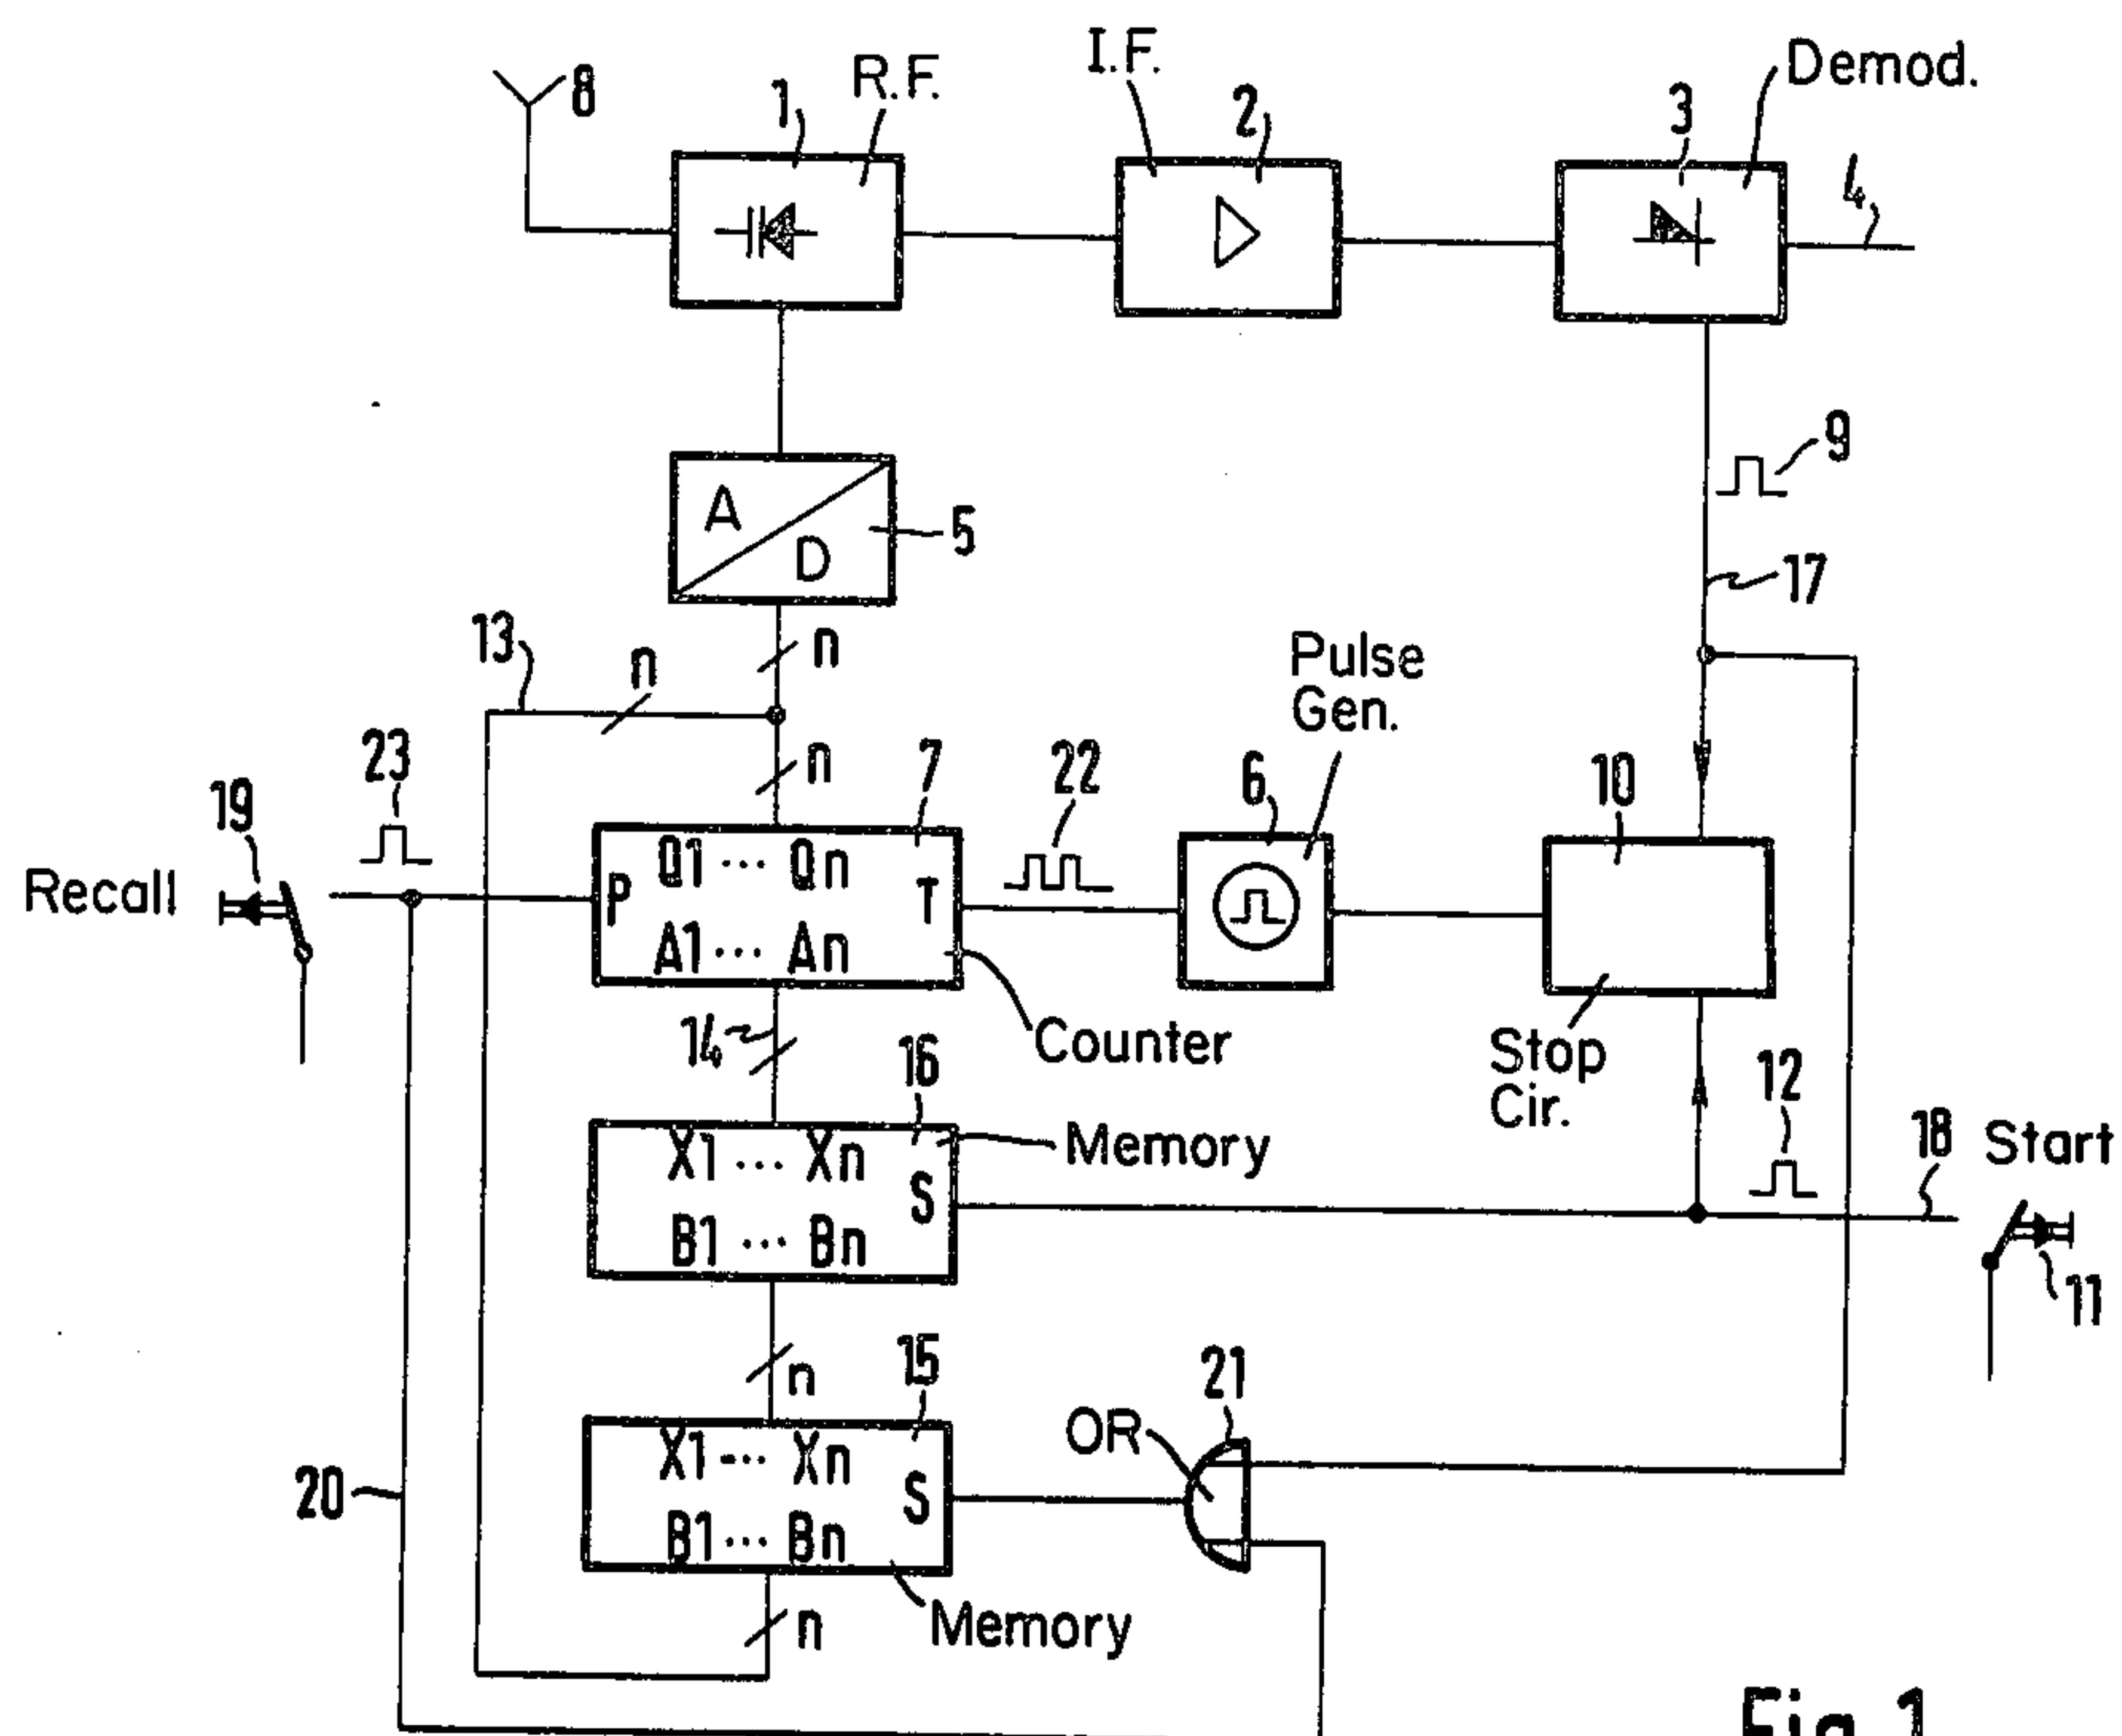 8
1
R.F.
I.F.
2
3
Demod.
4
A
D
5
9
17
13
n
n
n
Pulse
Gen.
23
19
Recall
7
22
6
10
P
Q1 ··· Qn
T
A1 ··· An
Counter
Stop
Cir.
14
16
12
18
Start
X1 ··· Xn
S
B1 ··· Bn
Memory
11
n
15
21
OR
X1 ··· Xn
S
B1 ··· Bn
20
n
Memory
Fig. 1